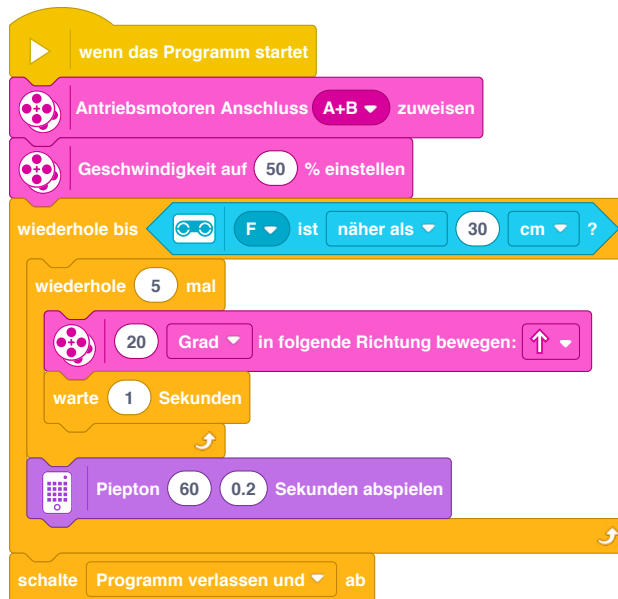 wenn das Programm startet
Antriebsmotoren Anschluss A+B zuweisen
Geschwindigkeit auf 50 % einstellen
wiederhole bis F ist näher als 30 cm ?
wiederhole 5 mal
20 Grad in folgende Richtung bewegen:
warte 1 Sekunden
Piepton 60 0.2 Sekunden abspielen
schalte Programm verlassen und ab